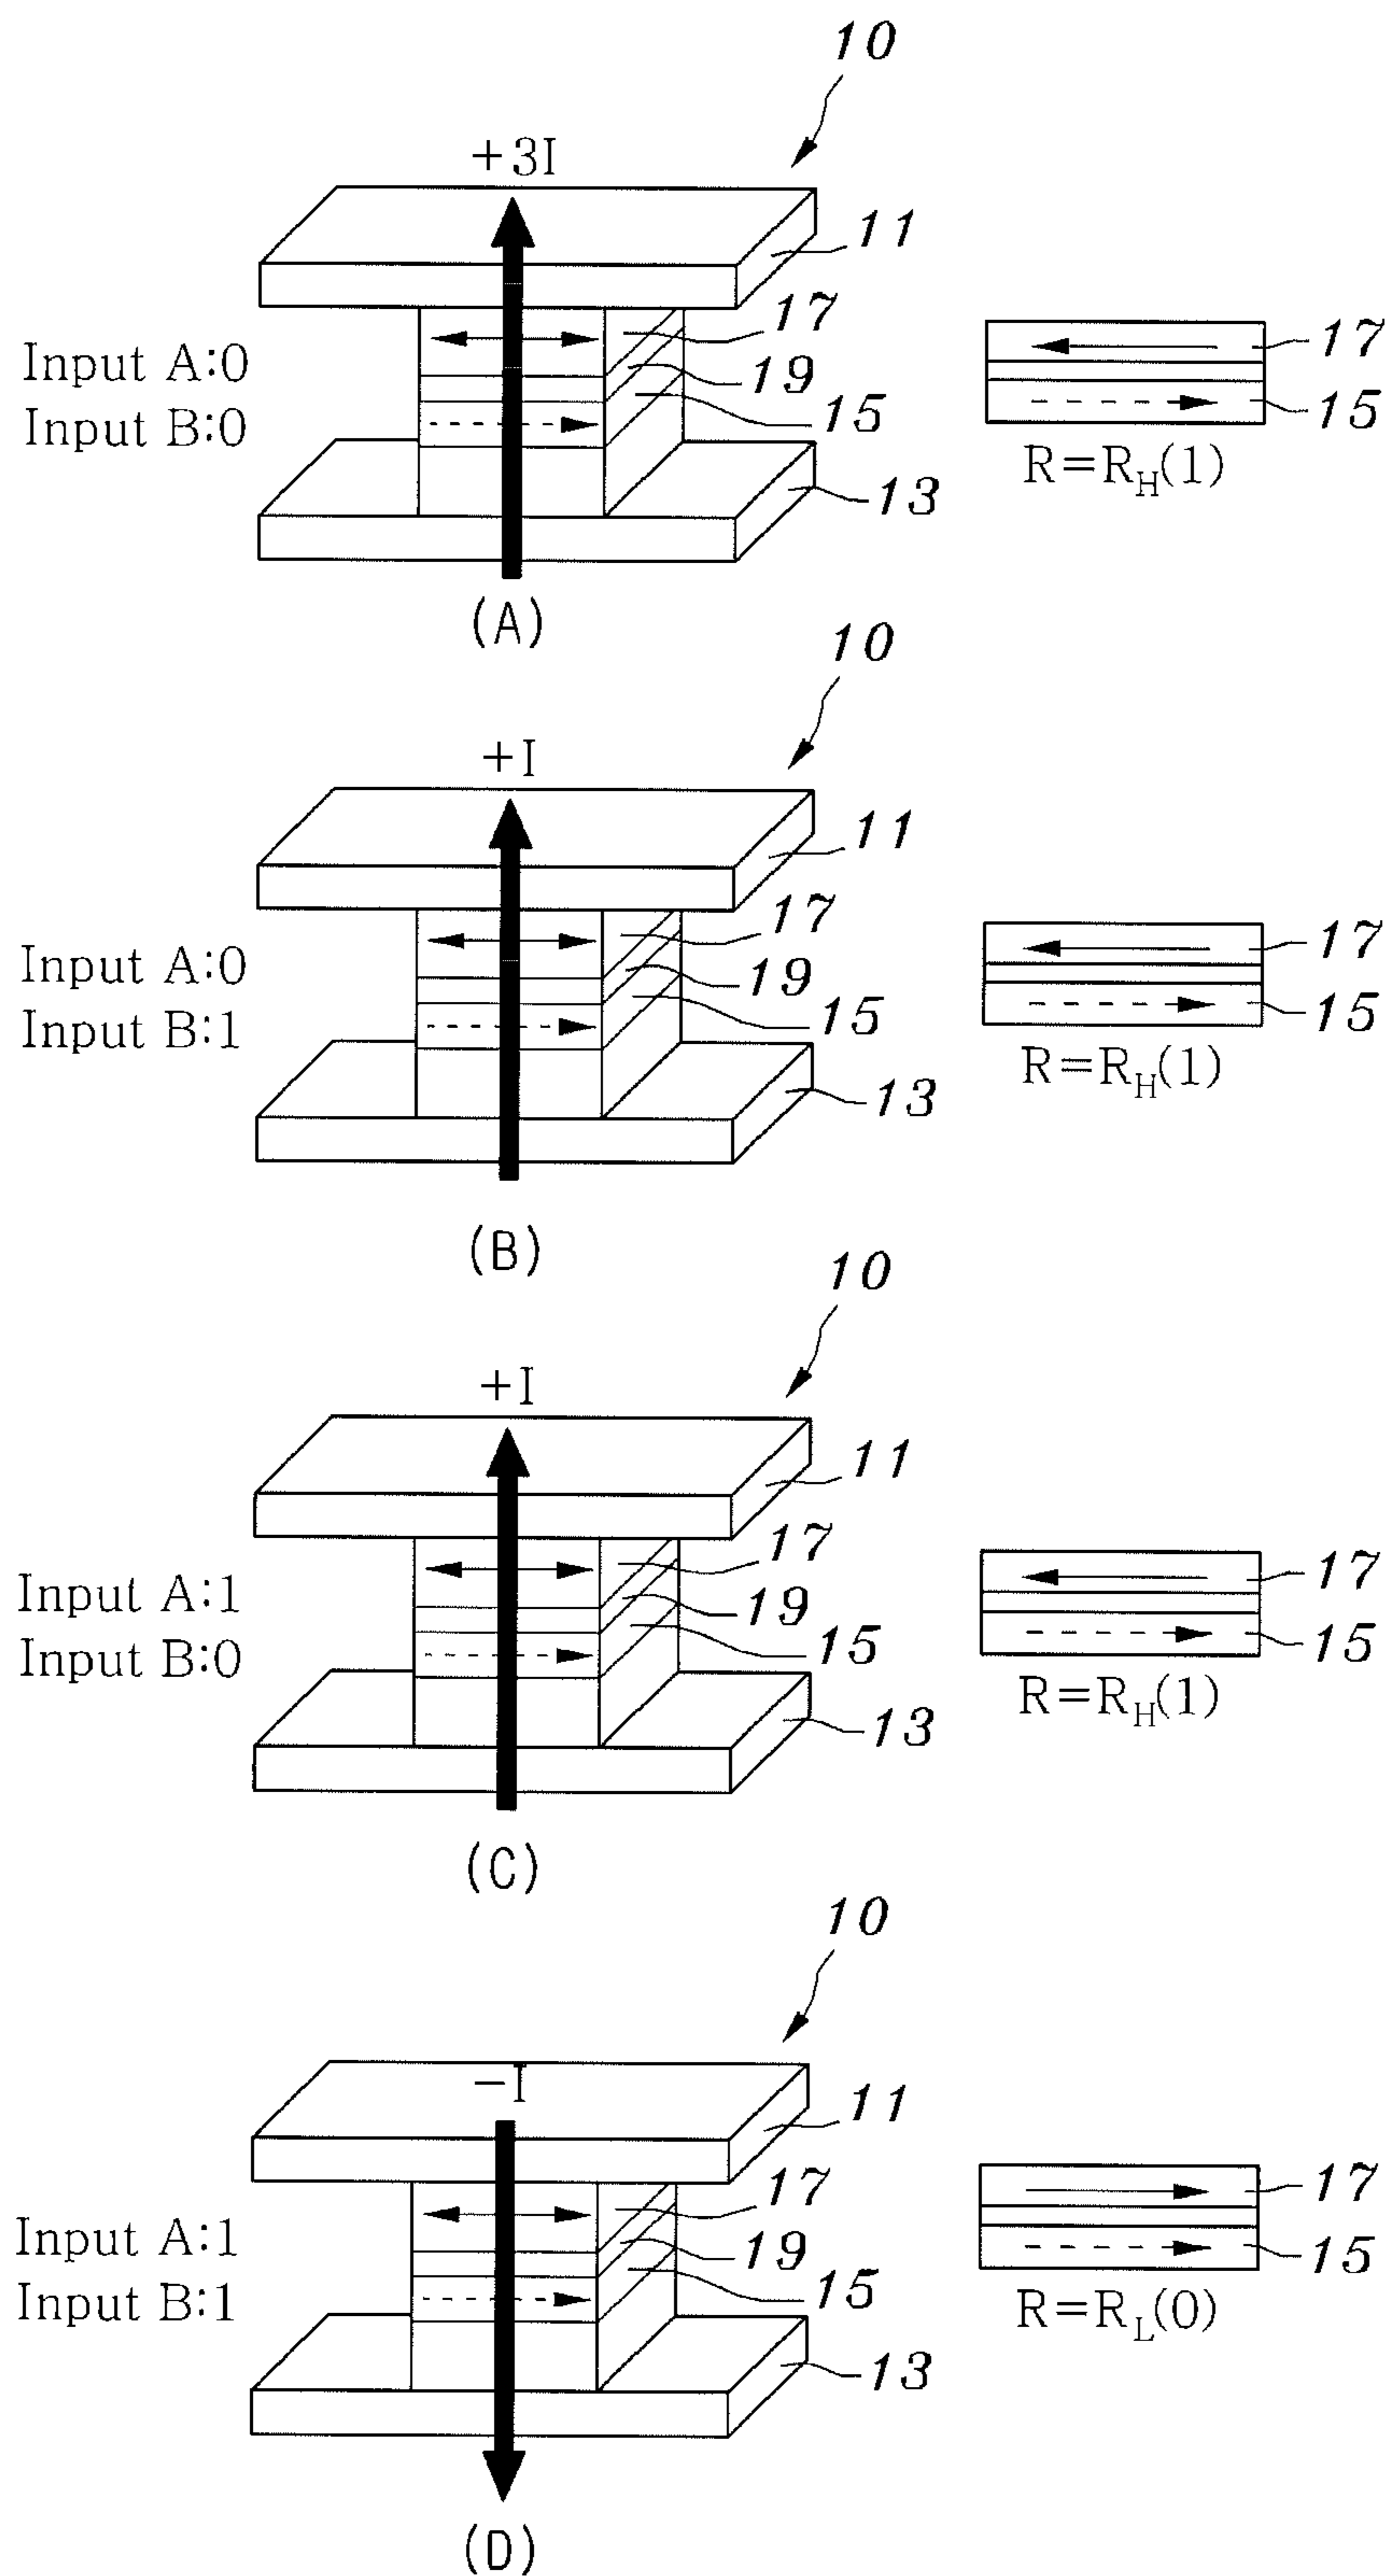 10
+3I
11
17
19
15
13
Input A:0
Input B:0
17
15
R=R_H(1)
(A)
10
+I
11
17
19
15
13
Input A:0
Input B:1
17
15
R=R_H(1)
(B)
10
+I
11
17
19
15
13
Input A:1
Input B:0
17
15
R=R_H(1)
(C)
10
−I
11
17
19
15
13
Input A:1
Input B:1
17
15
R=R_L(0)
(D)